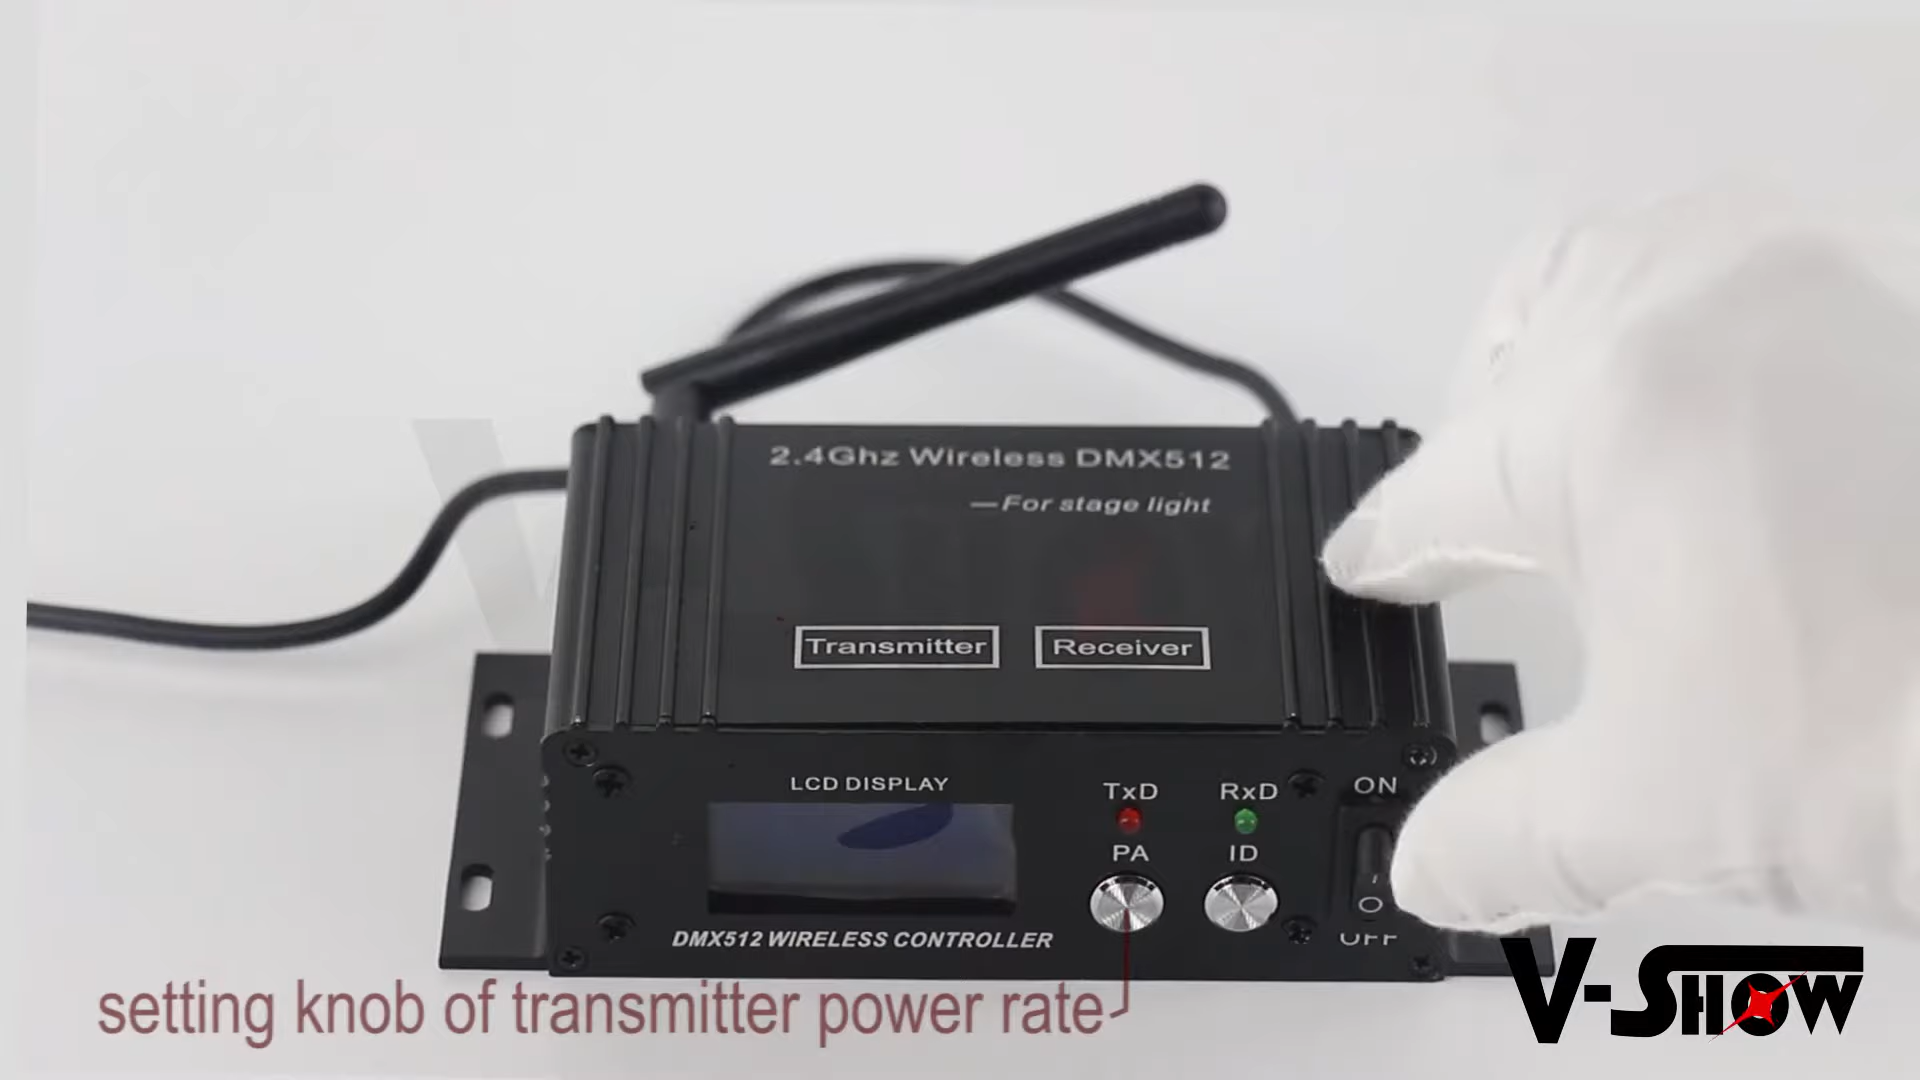 2.4Ghz Wireless DMX512
—For stage light
Transmitter
Receiver
LCD DISPLAY
TxD
RxD
ON
PA
ID
OFF
DMX512 WIRELESS CONTROLLER
setting knob of transmitter power rate
V-SHOW